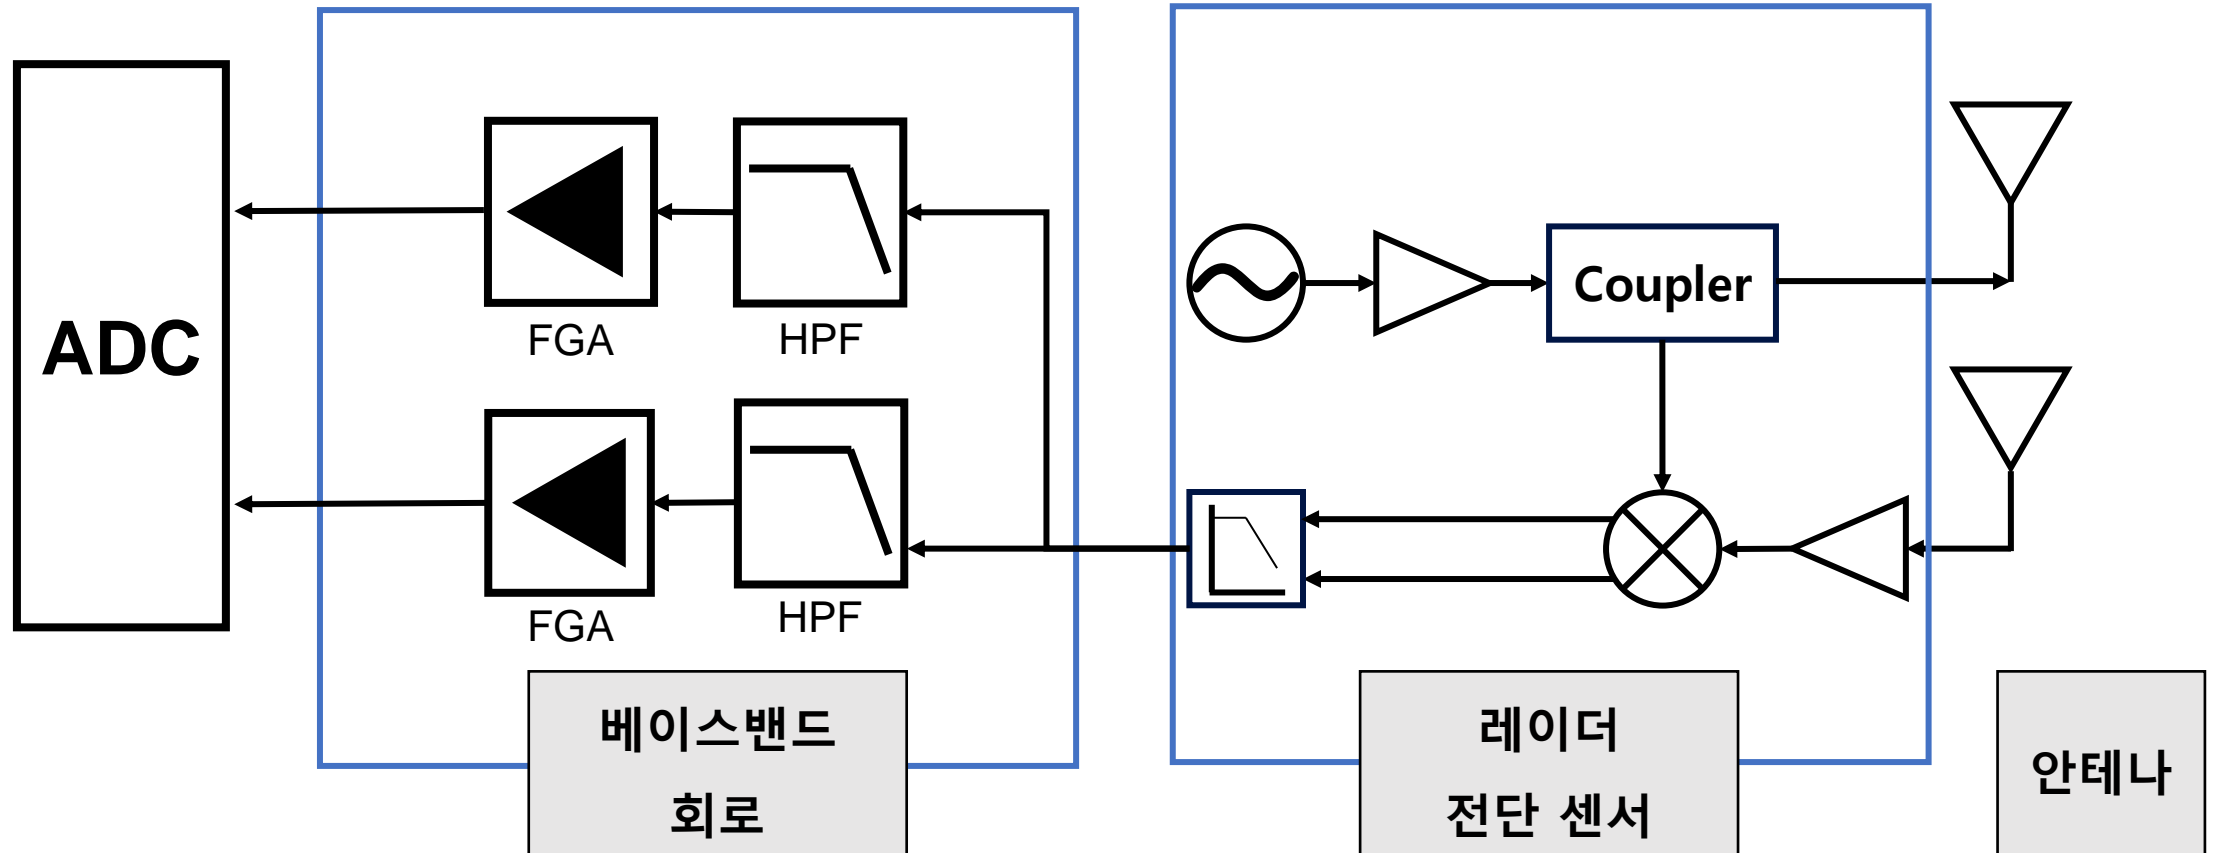 ADC
FGA
HPF
FGA
HPF
Coupler
베이스밴드
회로
레이더
전단 센서
안테나